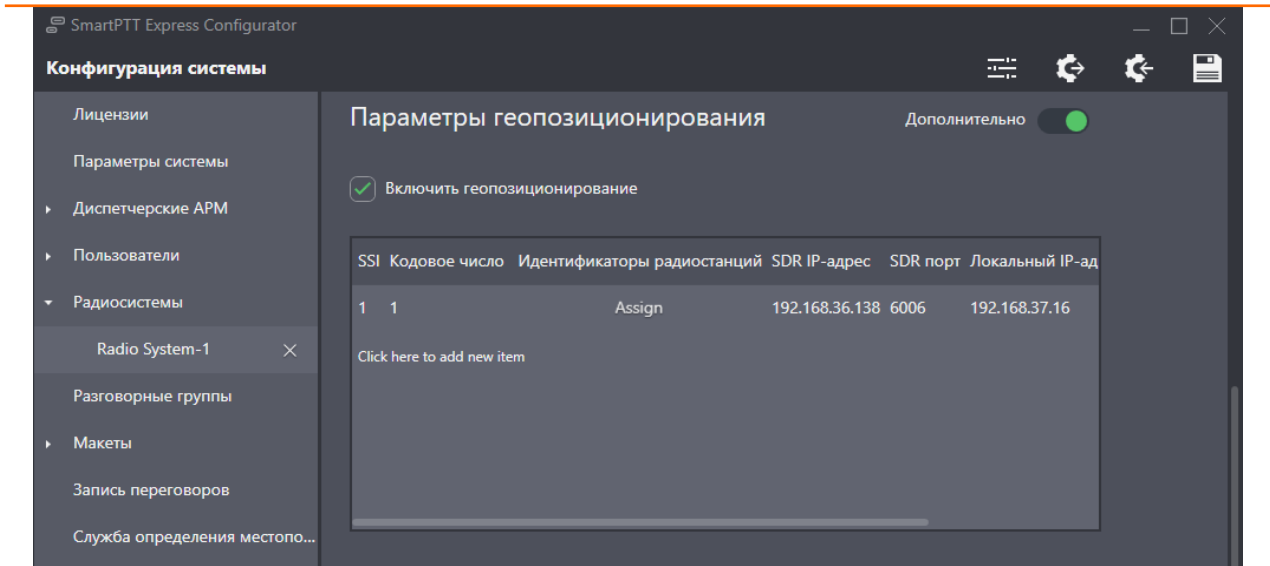 SmartPTT Express Configurator
Конфигурация системы
Лицензии
Параметры системы
Диспетчерские АРМ
Пользователи
Радиосистемы
Radio System-1
Разговорные группы
Макеты
Запись переговоров
Служба определения местопо...
Параметры геопозиционирования
Дополнительно
Включить геопозиционирование
SSI Кодовое число Идентификаторы радиостанций SDR IP-адрес SDR порт Локальный IP-ад
1 1 Assign 192.168.36.138 6006 192.168.37.16
Click here to add new item